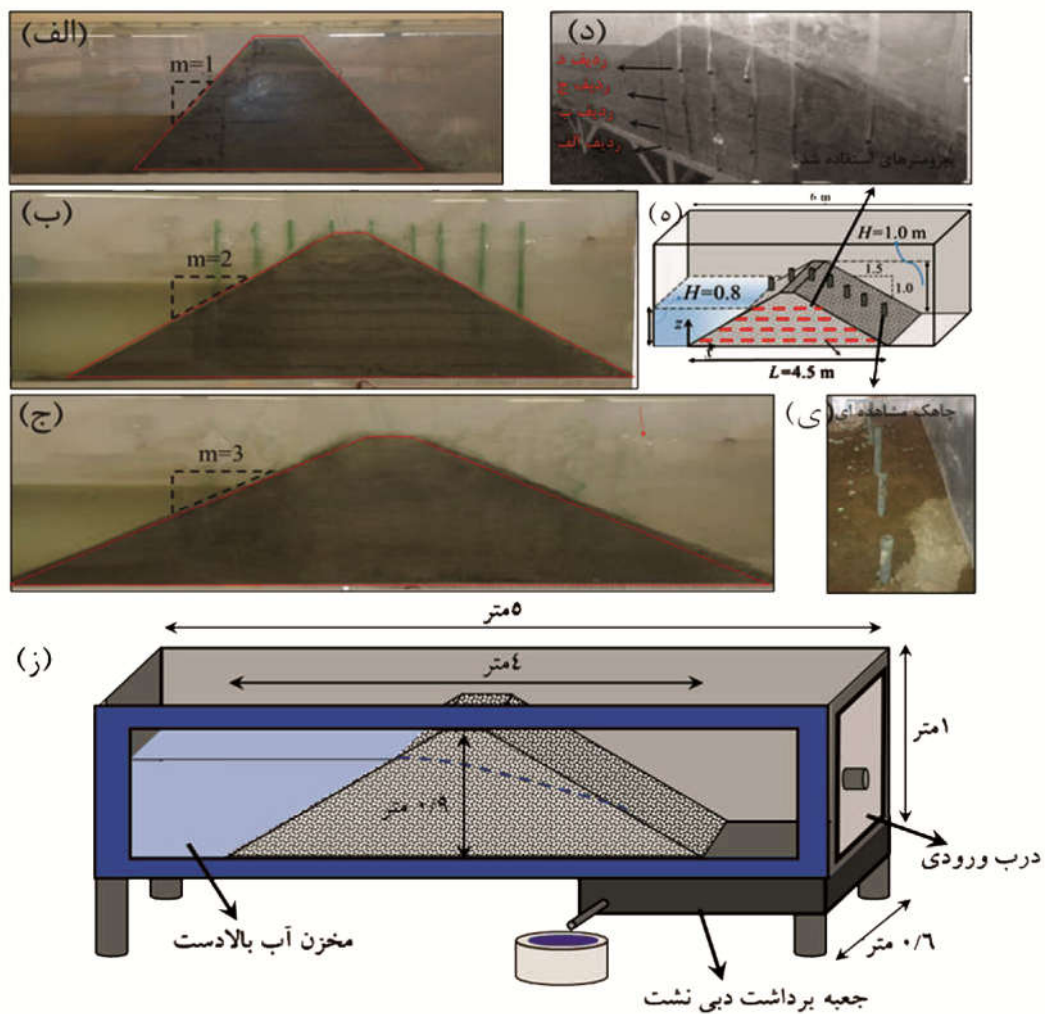 (الف)
m=1
(د)
ردیف د
ردیف ج
ردیف ب
ردیف الف
پیزومترهای استفاده شده
(ب)
m=2
(ه)
6 m
H=1.0 m
1.5
1.0
H=0.8
z
L=4.5 m
(ج)
m=3
(ی)
چاهک مشاهده ای
(ز)
۵متر
۴متر
۱متر
۰/۹ متر
درب ورودی
مخزن آب بالادست
۰/۶ متر
جعبه برداشت دبی نشت